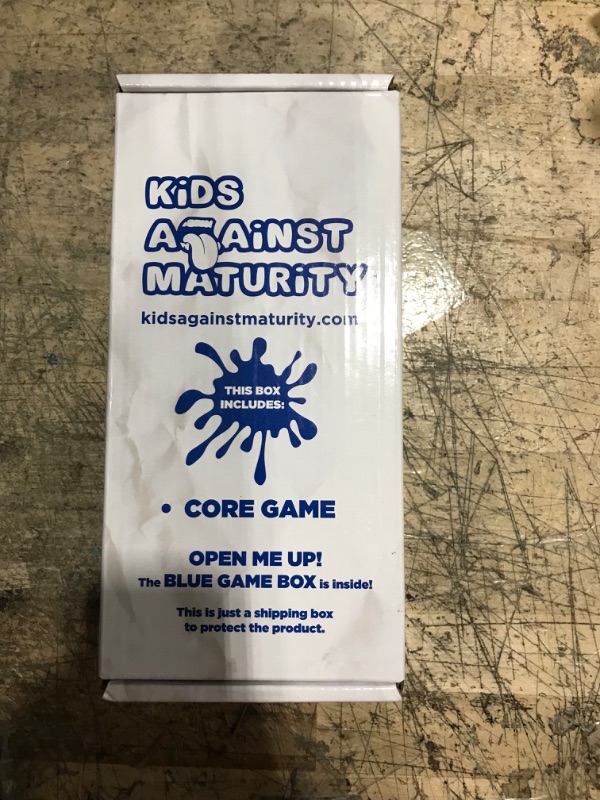 KiDS
AGAiNST
MATURiTY
kidsagainstmaturity.com
THIS BOX
INCLUDES:
• CORE GAME
OPEN ME UP!
The BLUE GAME BOX is inside!
This is just a shipping box
to protect the product.